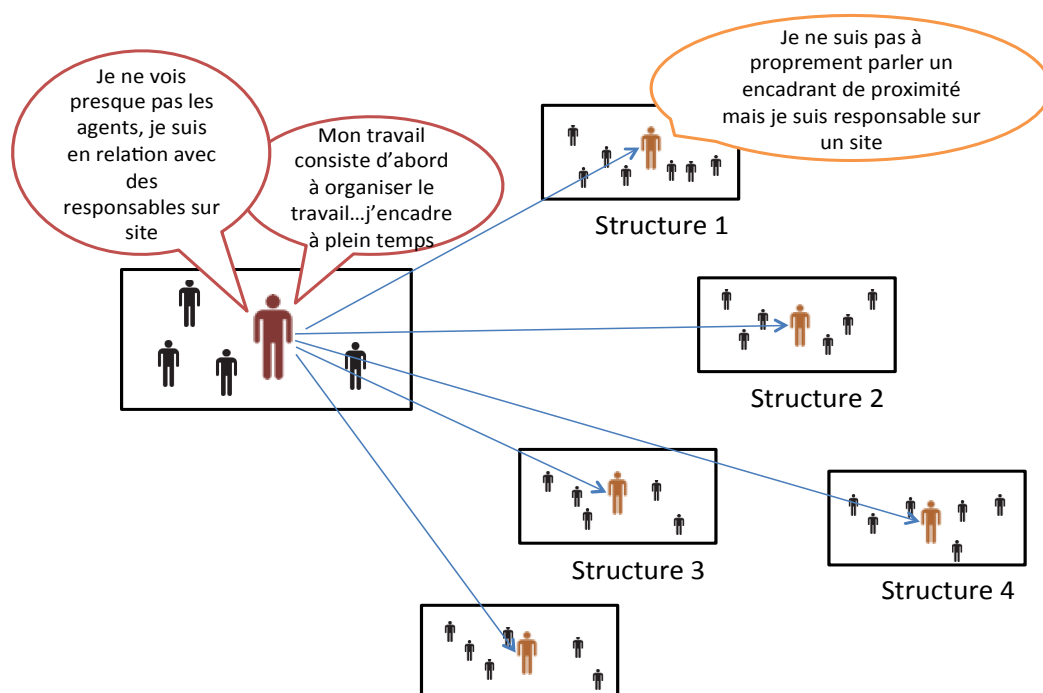 Je ne vois
presque pas les
agents, je suis
en relation avec
des
responsables sur
site
Mon travail
consiste d’abord
à organiser le
travail…j’encadre
à plein temps
Je ne suis pas à
proprement parler un
encadrant de proximité
mais je suis responsable sur
un site
Structure 1
Structure 2
Structure 3
Structure 4